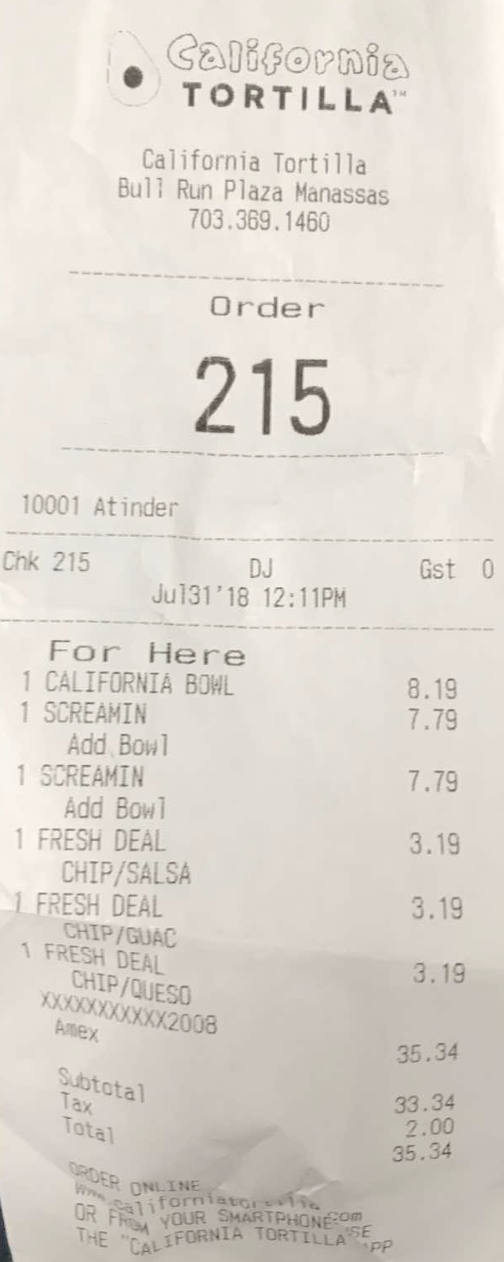 California
TORTILLA™
California Tortilla
Bull Run Plaza Manassas
703.369.1460
Order
215
10001 Atinder
Chk 215 DJ Gst 0
Jul31'18 12:11PM
For Here
1 CALIFORNIA BOWL 8.19
1 SCREAMIN 7.79
Add Bowl
1 SCREAMIN 7.79
Add Bowl
1 FRESH DEAL 3.19
CHIP/SALSA
1 FRESH DEAL 3.19
CHIP/GUAC
1 FRESH DEAL 3.19
CHIP/QUESO
XXXXXXXXXXX2008
Amex 35.34
Subtotal 33.34
Tax 2.00
Total 35.34
ORDER ONLINE
www.californiatortilla.com
OR FROM YOUR SMARTPHONE
THE "CALIFORNIA TORTILLA"